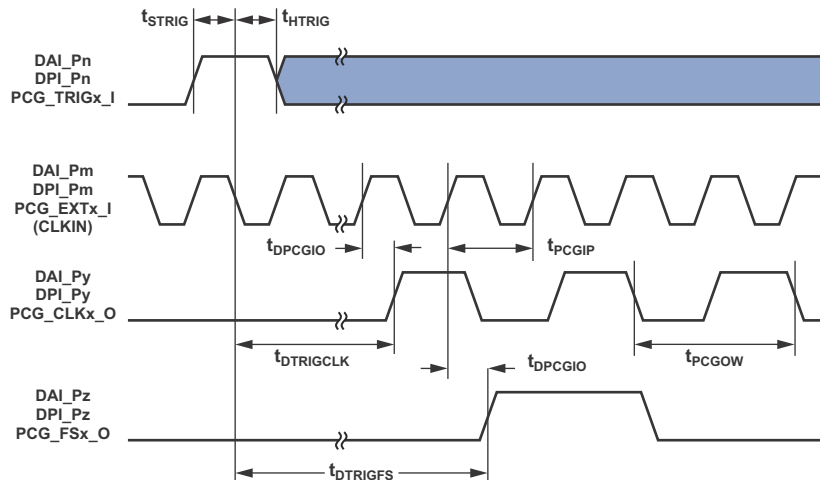 tSTRIG tHTRIG
DAI_Pn
DPI_Pn
PCG_TRIGx_I
DAI_Pm
DPI_Pm
PCG_EXTx_I
(CLKIN)
tDPCGIO tPCGIP
DAI_Py
DPI_Py
PCG_CLKx_O
tDTRIGCLK tDPCGIO tPCGOW
DAI_Pz
DPI_Pz
PCG_FSx_O
tDTRIGFS